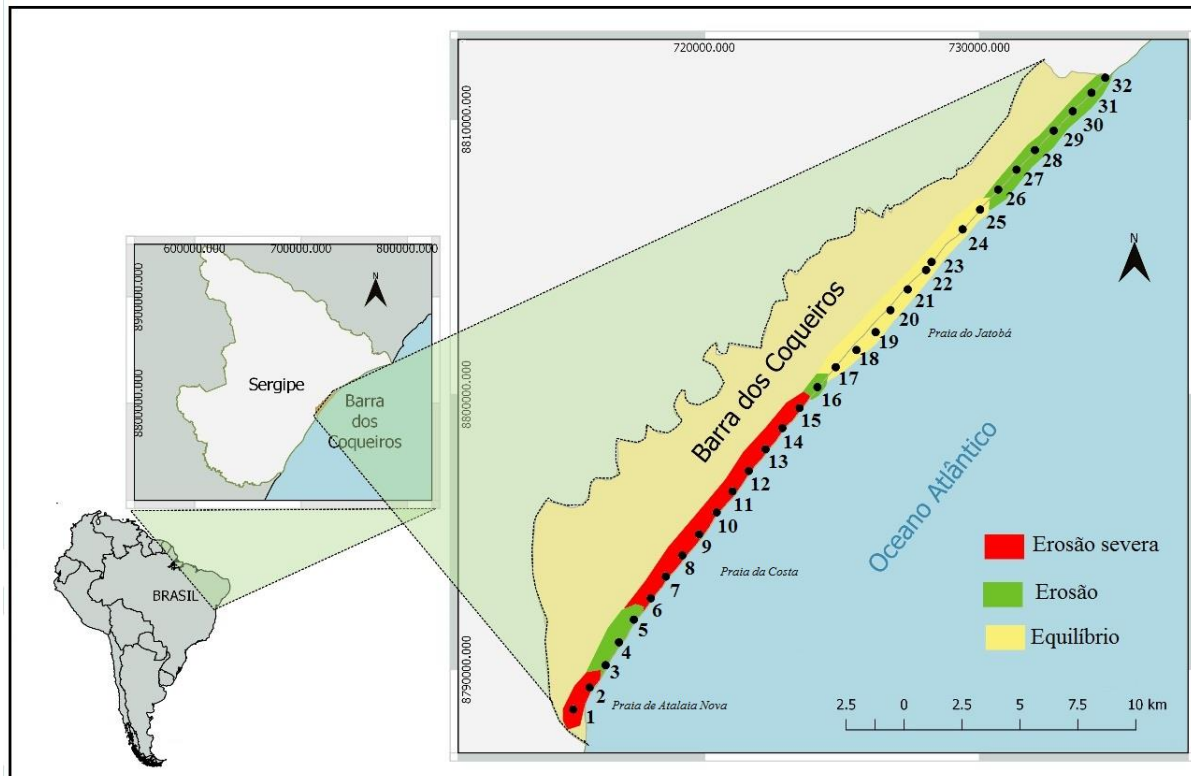 720000.000
730000.000
8810000.000
8800000.000
8790000.000
N
32
31
30
29
28
27
26
25
24
23
22
21
20
19
18
17
16
15
14
13
12
11
10
9
8
7
6
5
4
3
2
1
Barra dos Coqueiros
Praia do Jatobá
Praia da Costa
Praia de Atalaia Nova
Oceano Atlântico
Erosão severa
Erosão
Equilíbrio
2.5 0 2.5 5 7.5 10 km
600000.000 700000.000 800000.000
8900000.000
8800000.000
N
Sergipe
Barra
dos
Coqueiros
BRASIL